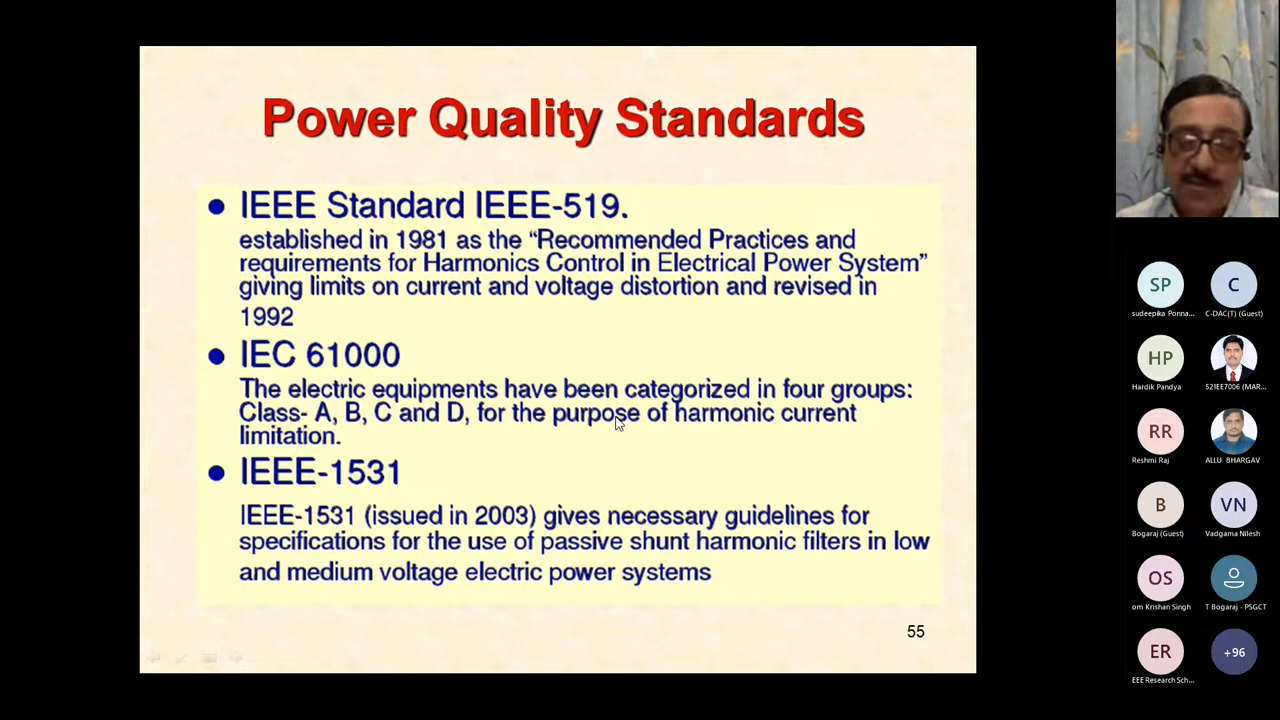 Power Quality Standards
IEEE Standard IEEE-519.
established in 1981 as the “Recommended Practices and
requirements for Harmonics Control in Electrical Power System”
giving limits on current and voltage distortion and revised in
1992
IEC 61000
The electric equipments have been categorized in four groups:
Class- A, B, C and D, for the purpose of harmonic current
limitation.
IEEE-1531
IEEE-1531 (issued in 2003) gives necessary guidelines for
specifications for the use of passive shunt harmonic filters in low
and medium voltage electric power systems
55
SP
C
sudeepika Ponna...
C-DAC(T) (Guest)
HP
Hardik Pandya
521EE7006 (MAR...
RR
Reshmi Raj
ALLU BHARGAV
B
VN
Bogaraj (Guest)
Vadgama Nilesh
OS
om Krishan Singh
T Bogaraj - PSGCT
ER
+96
EEE Research Sch...